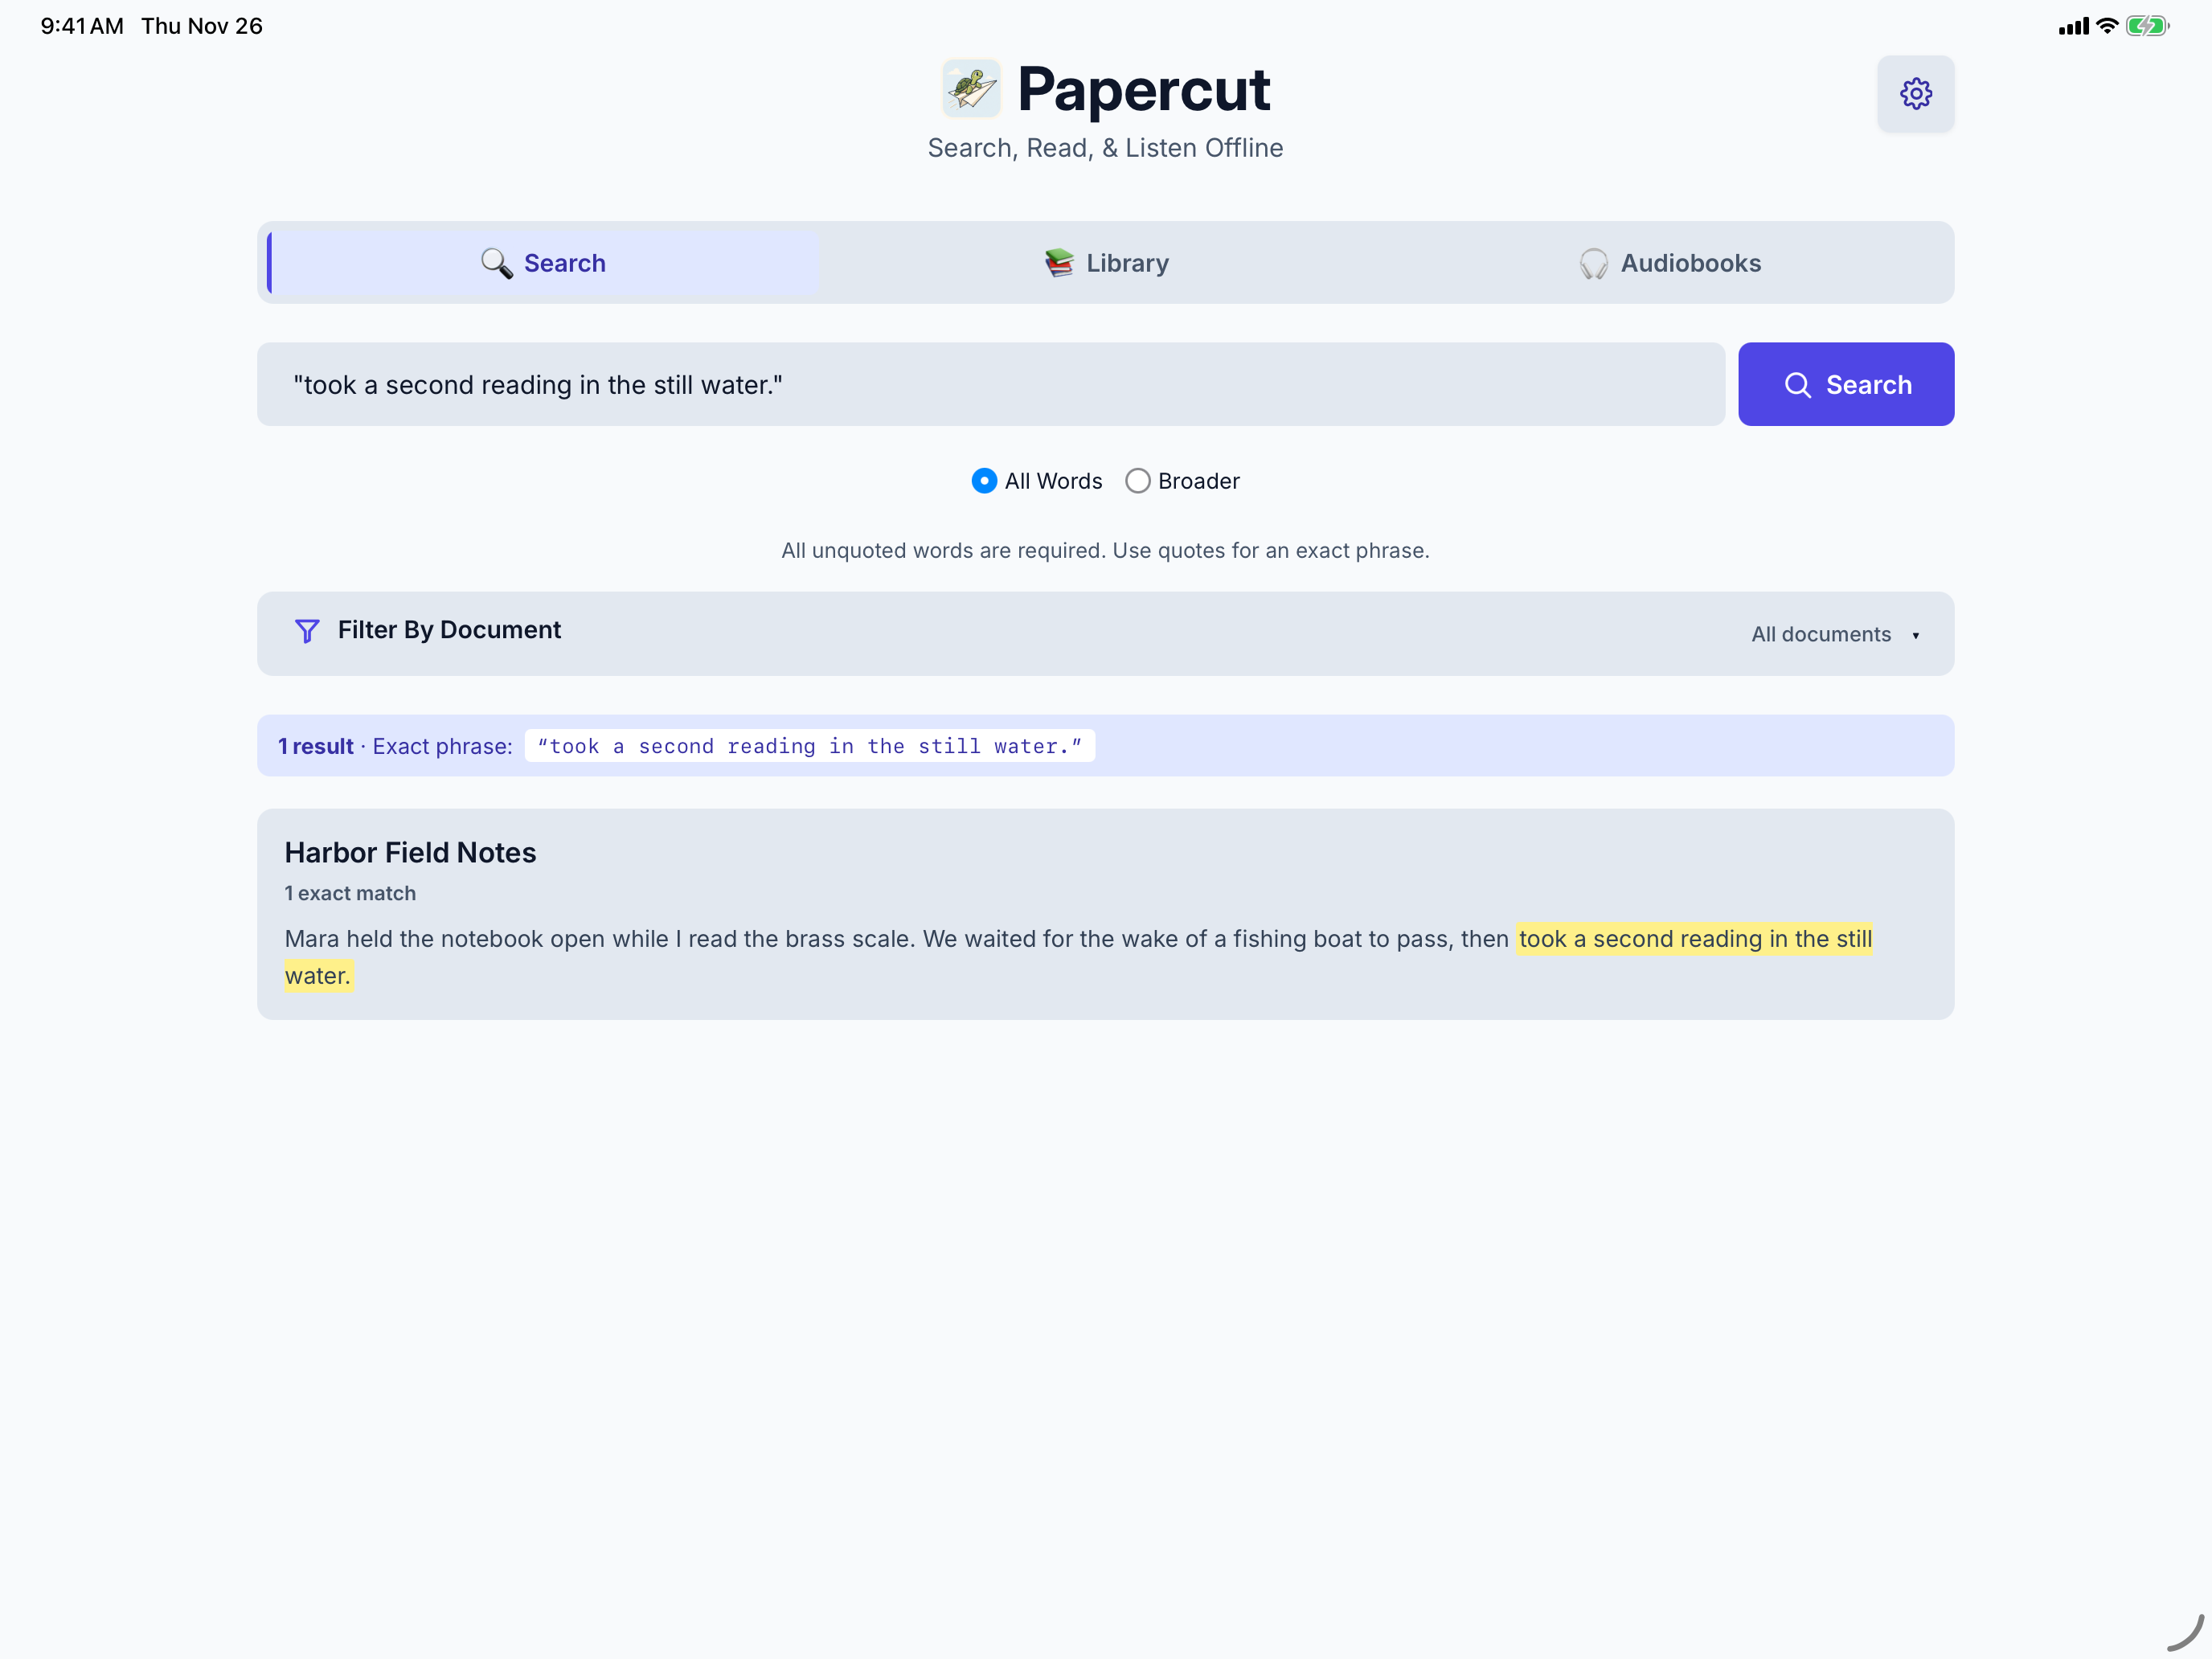 9:41 AM Thu Nov 26
Papercut
Search, Read, & Listen Offline
Search
Library
Audiobooks
"took a second reading in the still water."
Search
All Words
Broader
All unquoted words are required. Use quotes for an exact phrase.
Filter By Document
All documents
1 result · Exact phrase: “took a second reading in the still water.”
Harbor Field Notes
1 exact match
Mara held the notebook open while I read the brass scale. We waited for the wake of a fishing boat to pass, then took a second reading in the still
water.